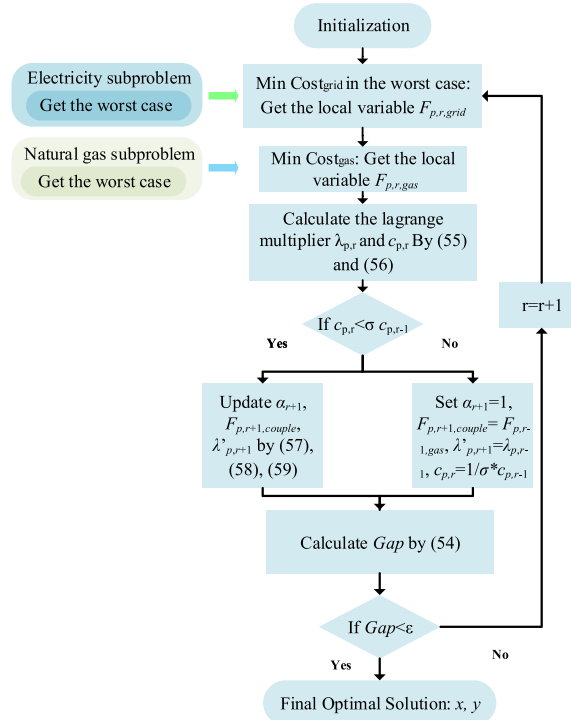 Initialization
Electricity subproblem
Get the worst case
Min Costgrid in the worst case:
Get the local variable Fp,r,grid
Natural gas subproblem
Get the worst case
Min Costgas: Get the local
variable Fp,r,gas
Calculate the lagrange
multiplier λp,r and cp,r By (55)
and (56)
r=r+1
If cp,r<σ cp,r-1
Yes
No
Update αr+1,
Fp,r+1,couple,
λ’p,r+1 by (57),
(58), (59)
Set αr+1=1,
Fp,r+1,couple= Fp,r-
1,gas, λ’p,r+1=λp,r-
1, cp,r=1/σ*cp,r-1
Calculate Gap by (54)
If Gap<ε
No
Yes
Final Optimal Solution: x, y